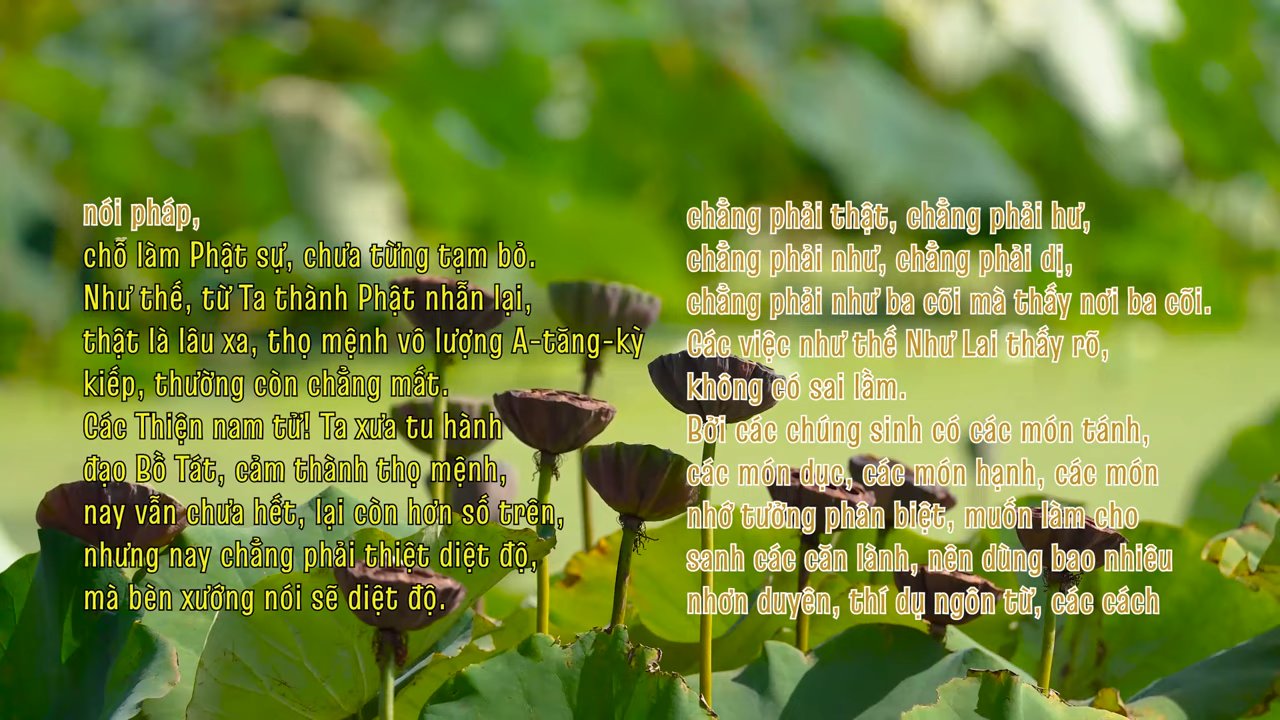 nói pháp,
chỗ làm Phật sự, chưa từng tạm bỏ.
Như thế, từ Ta thành Phật nhẫn lại,
thật là lâu xa, thọ mệnh vô lượng A-tăng-kỳ
kiếp, thường còn chẳng mất.
Các Thiện nam tử! Ta xưa tu hành
đạo Bồ Tát, cảm thành thọ mệnh,
nay vẫn chưa hết, lại còn hơn số trên,
nhưng nay chẳng phải thiệt diệt độ,
mà bèn xướng nói sẽ diệt độ.
chẳng phải thật, chẳng phải hư,
chẳng phải như, chẳng phải dị,
chẳng phải như ba cõi mà thấy nơi ba cõi.
Các việc như thế Như Lai thấy rõ,
không có sai lầm.
Bởi các chúng sinh có các món tánh,
các món dục, các món hạnh, các món
nhớ tưởng phân biệt, muốn làm cho
sanh các căn lành, nên dùng bao nhiêu
nhơn duyên, thí dụ ngôn từ, các cách